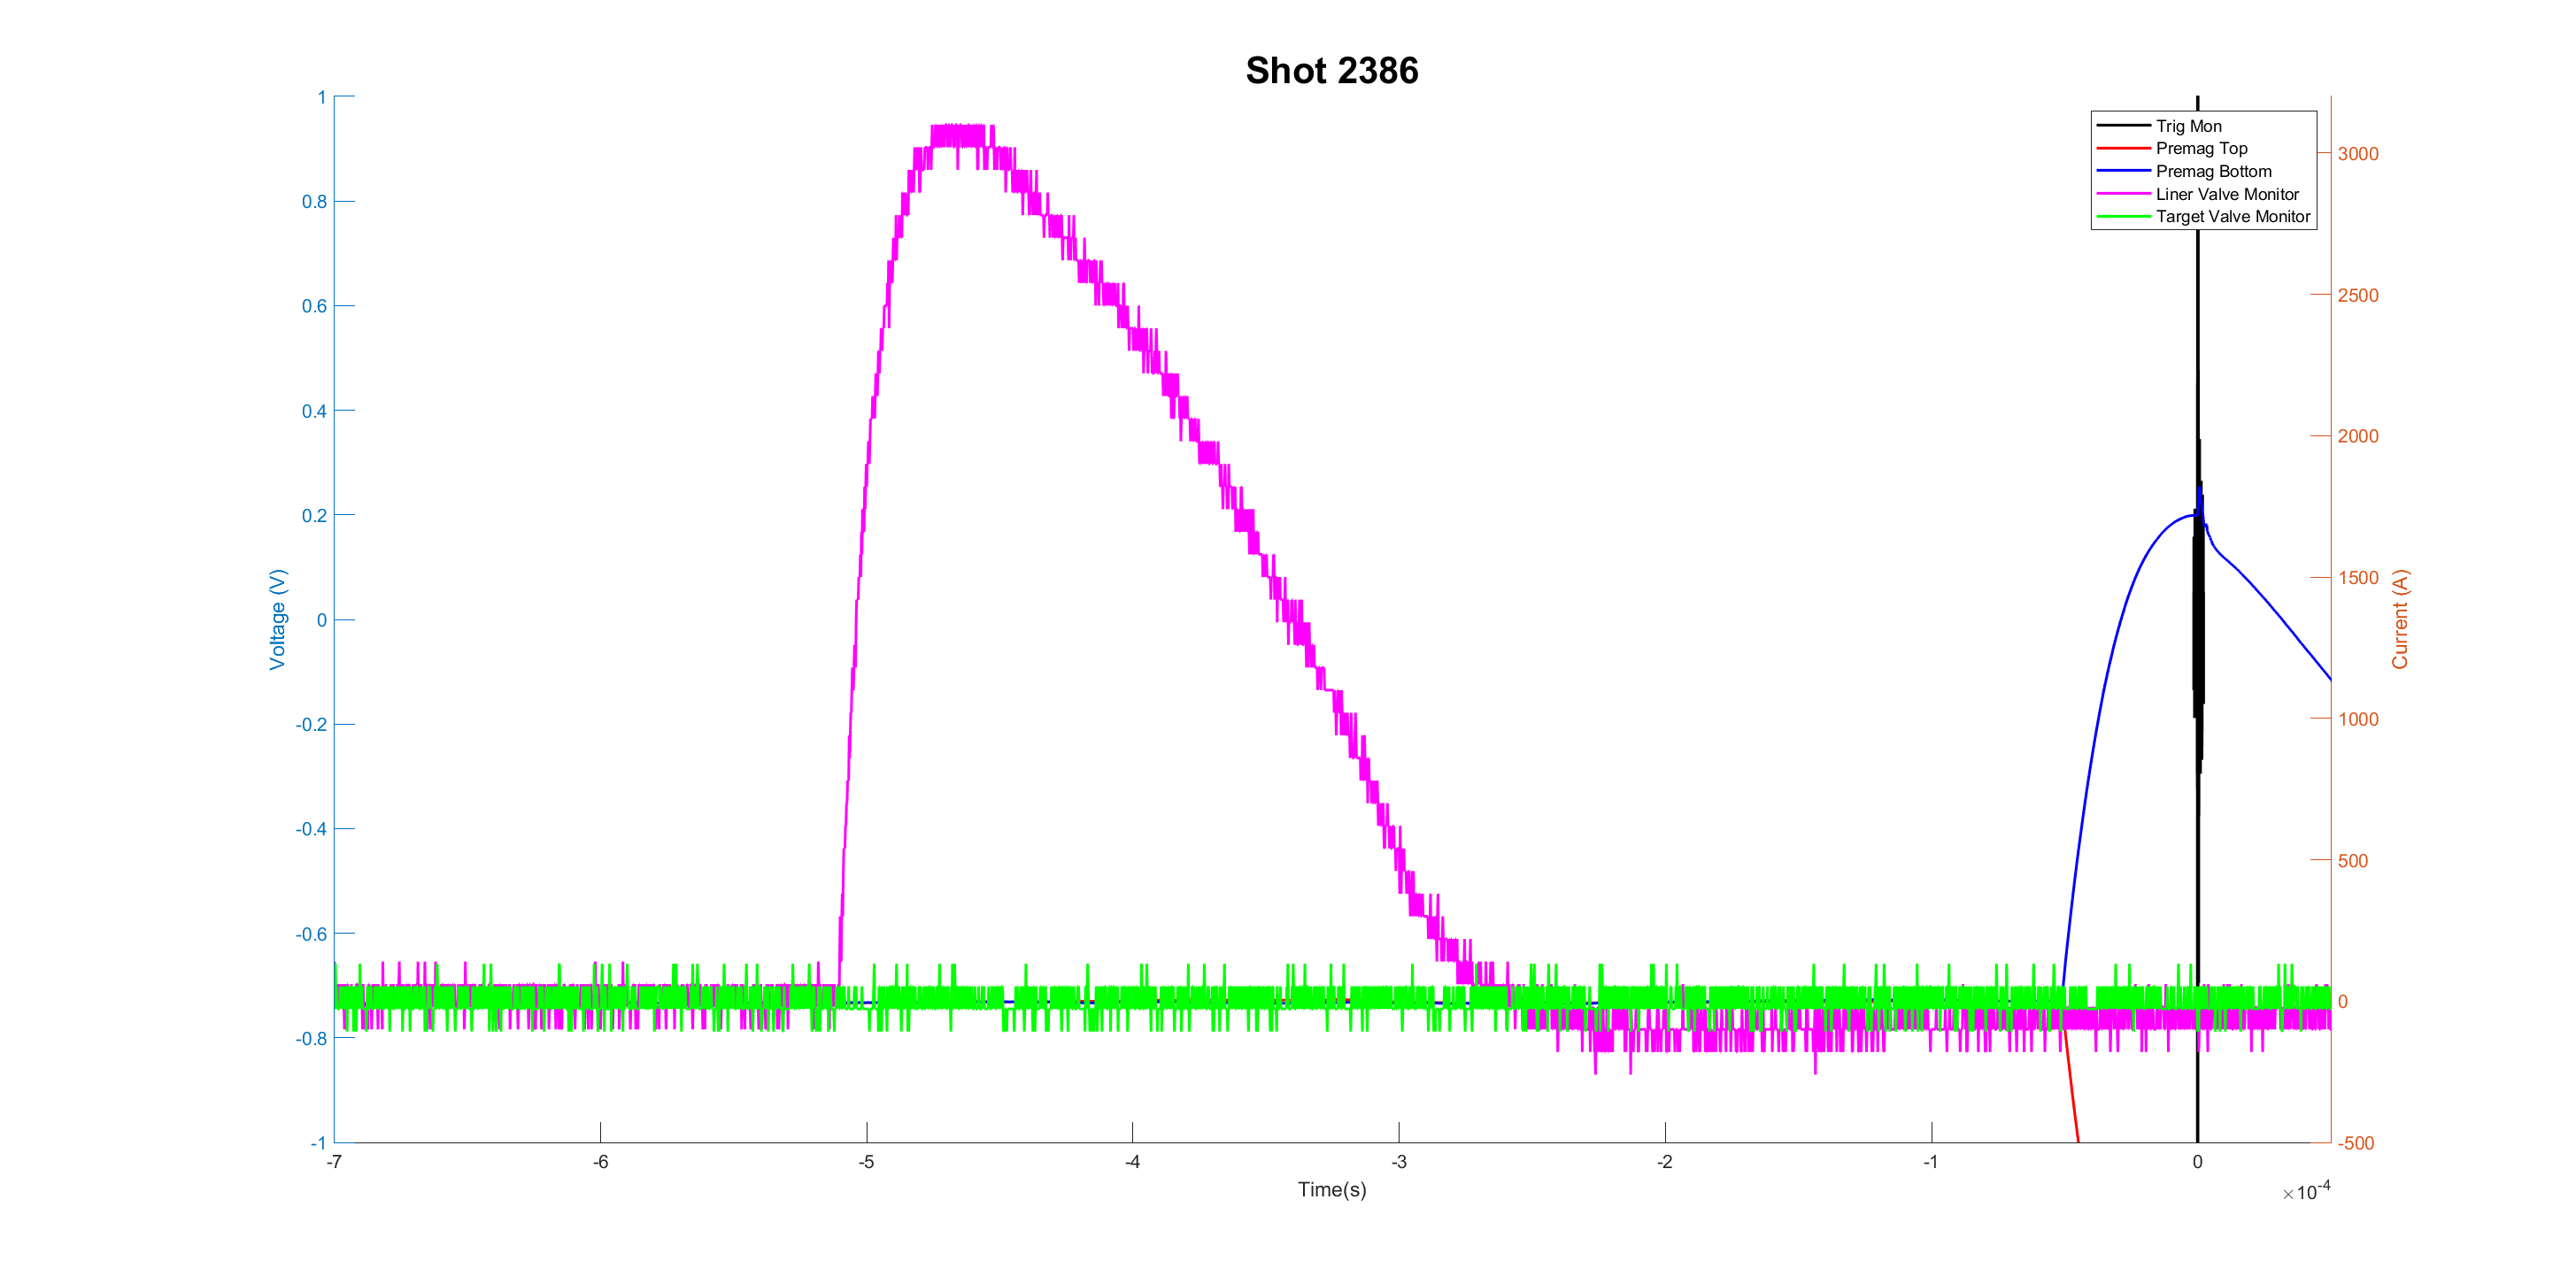 Shot 2386
1
0.8
0.6
0.4
0.2
0
-0.2
-0.4
-0.6
-0.8
-1
Voltage (V)
Trig Mon
Premag Top
Premag Bottom
Liner Valve Monitor
Target Valve Monitor
3000
2500
2000
1500
1000
500
0
-500
Current (A)
-7 -6 -5 -4 -3 -2 -1 0
Time(s)
×10-4